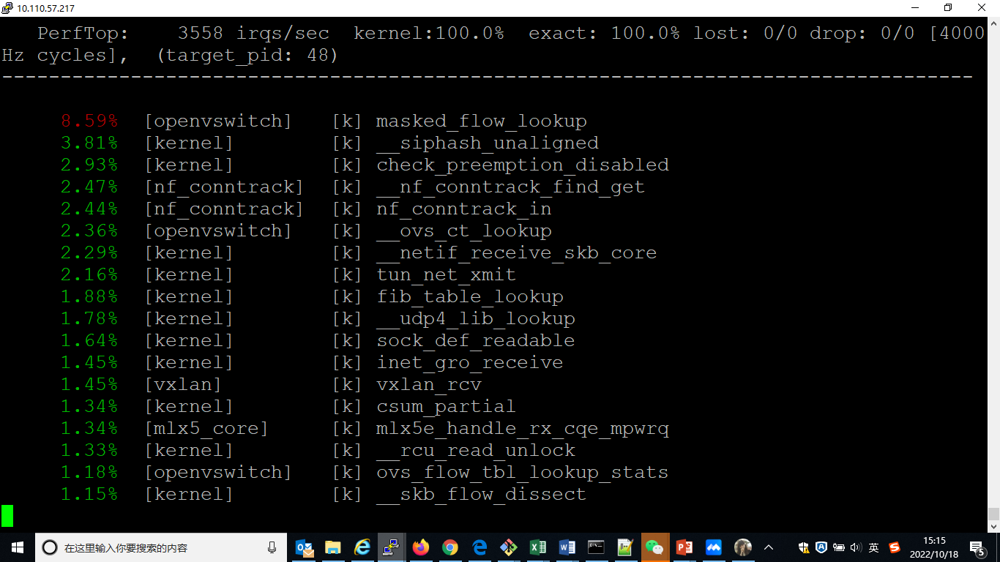 10.110.57.217
PerfTop: 3558 irqs/sec kernel:100.0% exact: 100.0% lost: 0/0 drop: 0/0 [4000
Hz cycles], (target_pid: 48)
-----------------------------------------------------------------------------------
8.59% [openvswitch] [k] masked_flow_lookup
3.81% [kernel] [k] __siphash_unaligned
2.93% [kernel] [k] check_preemption_disabled
2.47% [nf_conntrack] [k] __nf_conntrack_find_get
2.44% [nf_conntrack] [k] nf_conntrack_in
2.36% [openvswitch] [k] __ovs_ct_lookup
2.29% [kernel] [k] __netif_receive_skb_core
2.16% [kernel] [k] tun_net_xmit
1.88% [kernel] [k] fib_table_lookup
1.78% [kernel] [k] __udp4_lib_lookup
1.64% [kernel] [k] sock_def_readable
1.45% [kernel] [k] inet_gro_receive
1.45% [vxlan] [k] vxlan_rcv
1.34% [kernel] [k] csum_partial
1.34% [mlx5_core] [k] mlx5e_handle_rx_cqe_mpwrq
1.33% [kernel] [k] __rcu_read_unlock
1.18% [openvswitch] [k] ovs_flow_tbl_lookup_stats
1.15% [kernel] [k] __skb_flow_dissect
在这里输入你要搜索的内容
英
15:15
2022/10/18
5